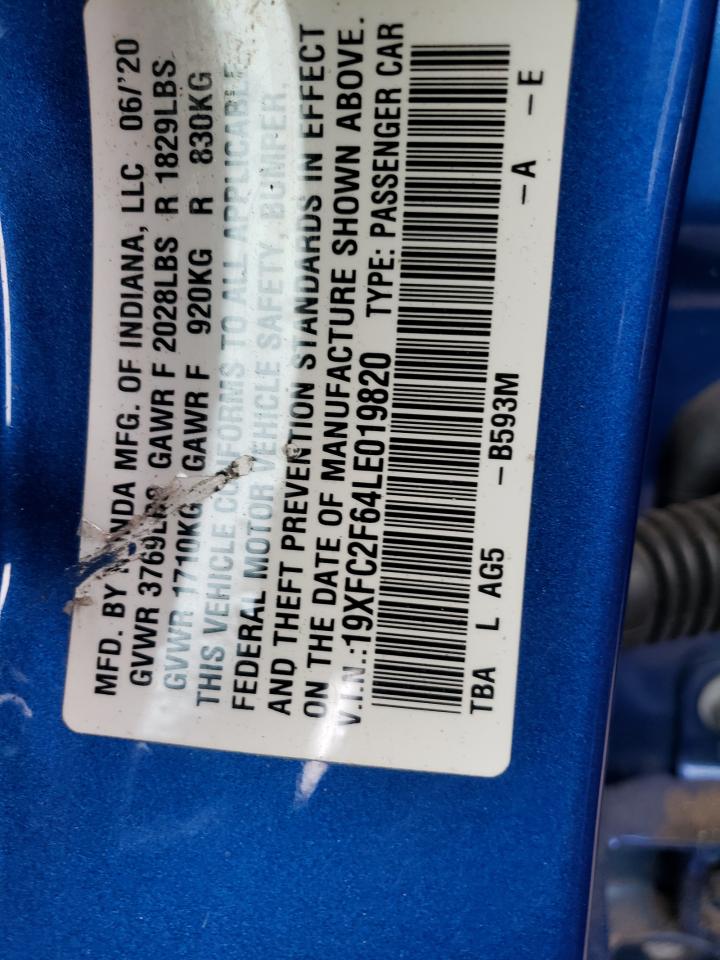 MFD. BY NDA MFG. OF INDIANA, LLC 06/'20
GVWR 3769LBS GAWR F 2028LBS R 1829LBS
GVWR 1710KG GAWR F 920KG R 830KG
THIS VEHICLE CONFORMS TO ALL APPLICABLE
FEDERAL MOTOR VEHICLE SAFETY, BUMPER,
AND THEFT PREVENTION STANDARDS IN EFFECT
ON THE DATE OF MANUFACTURE SHOWN ABOVE.
V.I.N.:19XFC2F64LE019820 TYPE: PASSENGER CAR
TBA L AG5 –B593M –A –E